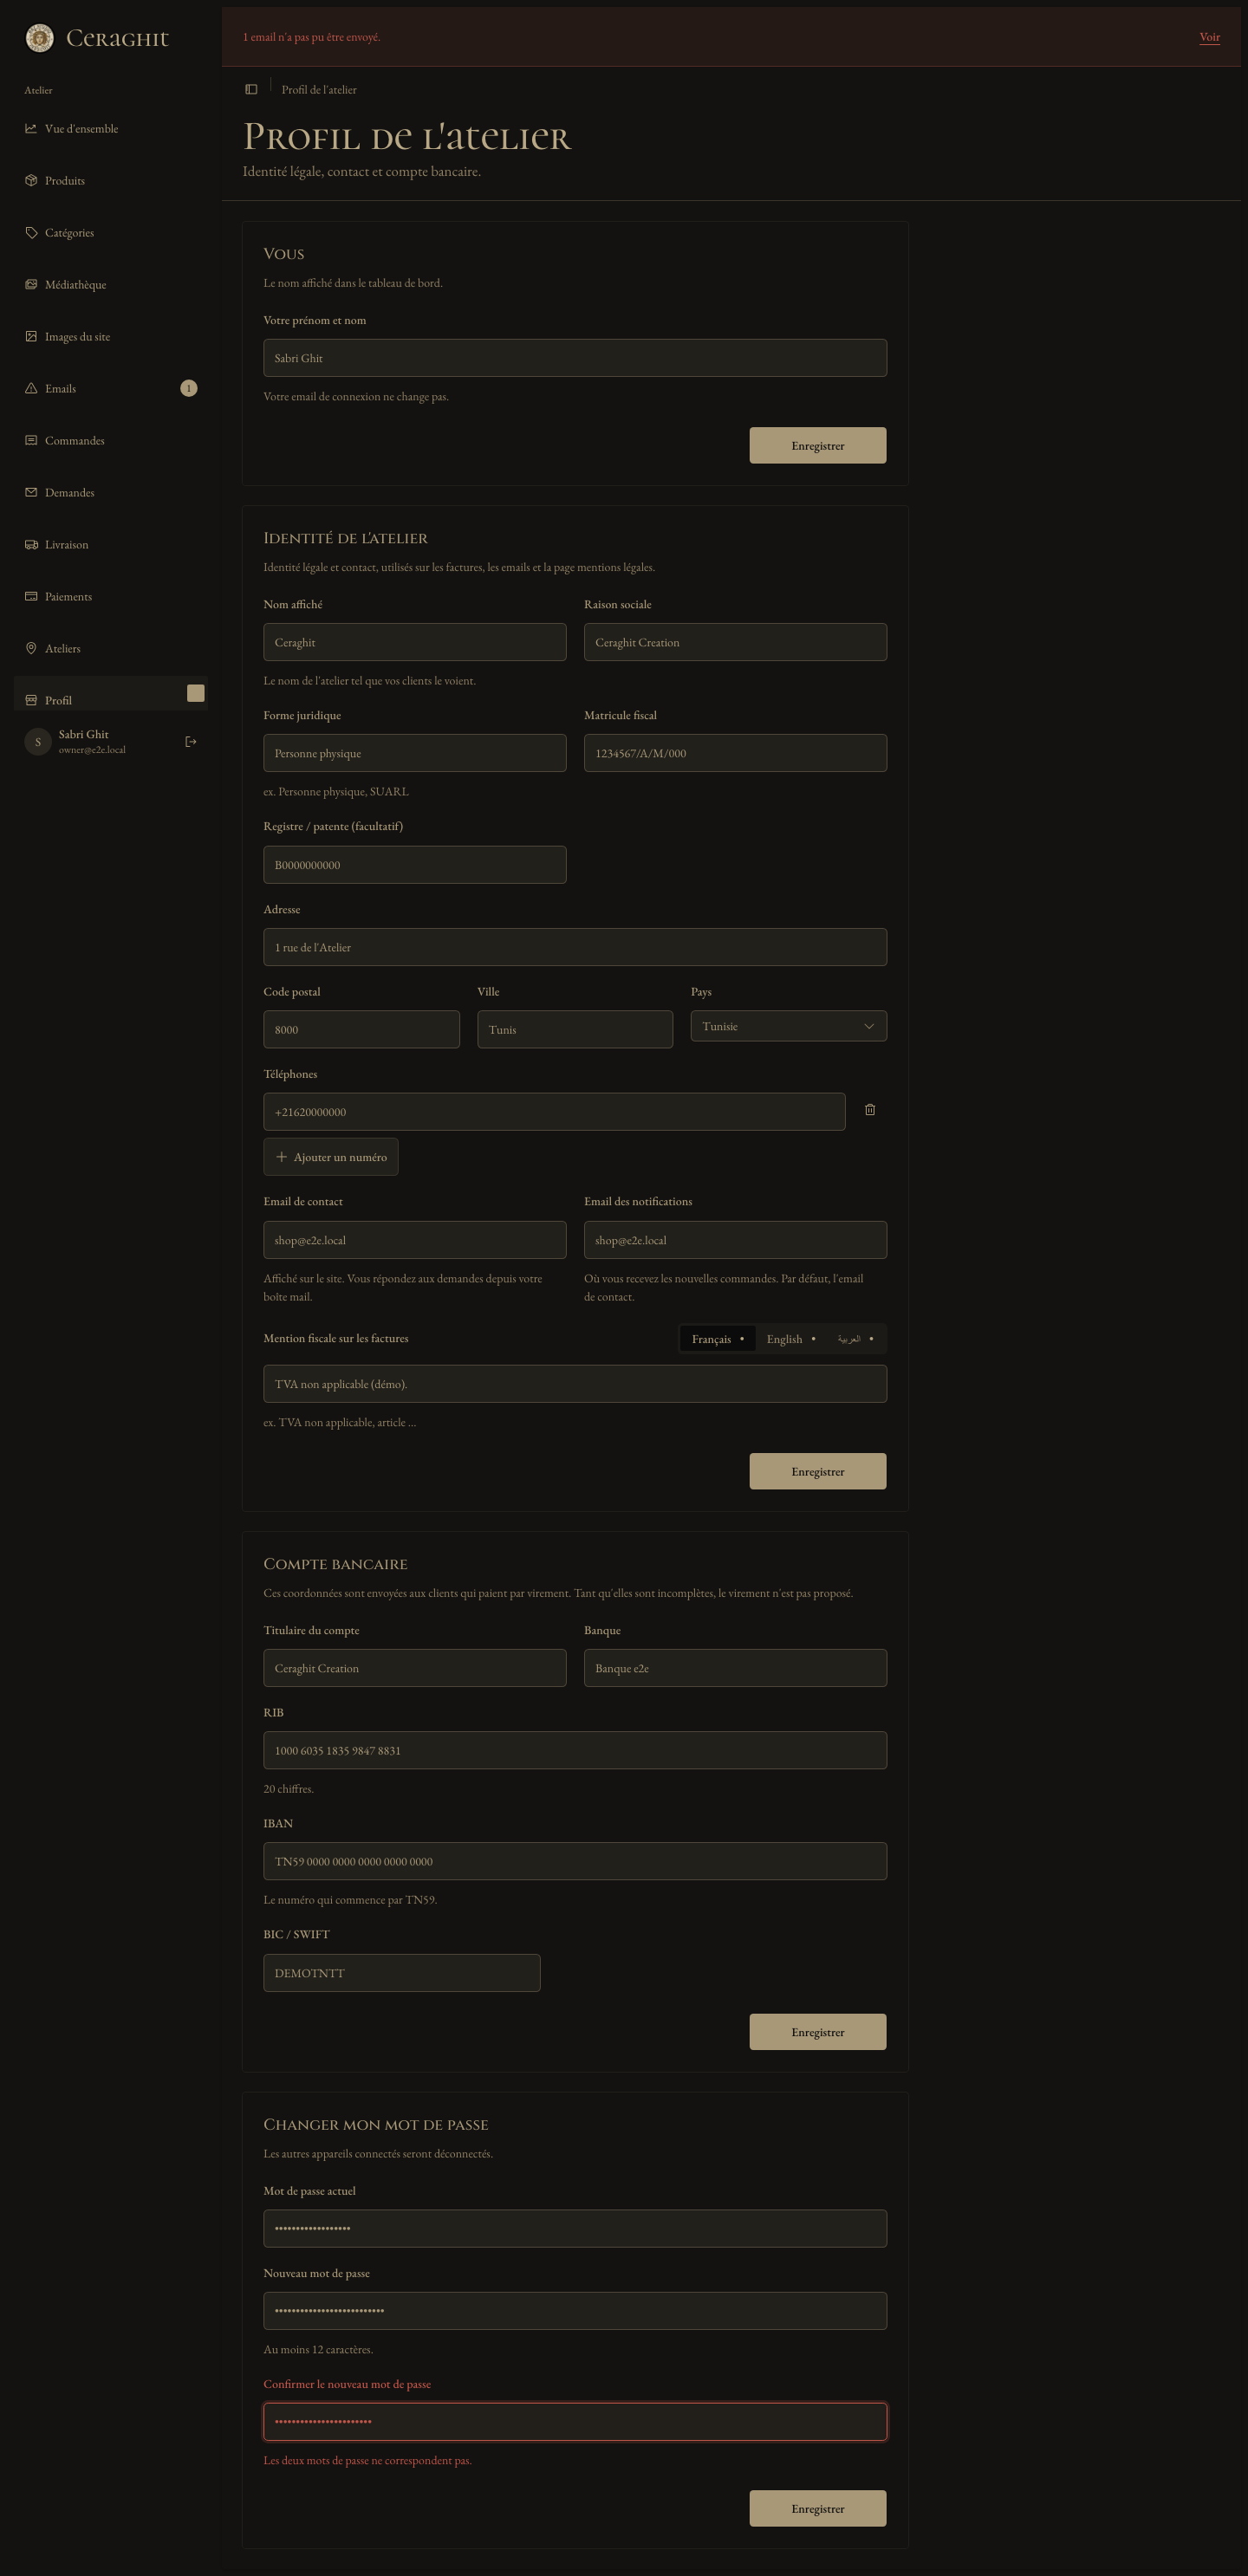 Ceraghit
Atelier
Vue d'ensemble
Produits
Catégories
Médiathèque
Images du site
Emails
1
Commandes
Demandes
Livraison
Paiements
Ateliers
Profil
S
Sabri Ghit
owner@e2e.local
1 email n'a pas pu être envoyé.
Voir
Profil de l'atelier
Profil de l'atelier
Identité légale, contact et compte bancaire.
Vous
Le nom affiché dans le tableau de bord.
Votre prénom et nom
Sabri Ghit
Votre email de connexion ne change pas.
Enregistrer
Identité de l'atelier
Identité légale et contact, utilisés sur les factures, les emails et la page mentions légales.
Nom affiché
Raison sociale
Ceraghit
Ceraghit Creation
Le nom de l'atelier tel que vos clients le voient.
Forme juridique
Matricule fiscal
Personne physique
1234567/A/M/000
ex. Personne physique, SUARL
Registre / patente (facultatif)
B0000000000
Adresse
1 rue de l'Atelier
Code postal
Ville
Pays
8000
Tunis
Tunisie
Téléphones
+21620000000
Ajouter un numéro
Email de contact
Email des notifications
shop@e2e.local
shop@e2e.local
Affiché sur le site. Vous répondez aux demandes depuis votre
boîte mail.
Où vous recevez les nouvelles commandes. Par défaut, l'email
de contact.
Mention fiscale sur les factures
Français •
English •
العربية •
TVA non applicable (démo).
ex. TVA non applicable, article ...
Enregistrer
Compte bancaire
Ces coordonnées sont envoyées aux clients qui paient par virement. Tant qu'elles sont incomplètes, le virement n'est pas proposé.
Titulaire du compte
Banque
Ceraghit Creation
Banque e2e
RIB
1000 6035 1835 9847 8831
20 chiffres.
IBAN
TN59 0000 0000 0000 0000 0000
Le numéro qui commence par TN59.
BIC / SWIFT
DEMOTNTT
Enregistrer
Changer mon mot de passe
Les autres appareils connectés seront déconnectés.
Mot de passe actuel
••••••••••••••••••
Nouveau mot de passe
••••••••••••••••••••••••••
Au moins 12 caractères.
Confirmer le nouveau mot de passe
•••••••••••••••••••••••
Les deux mots de passe ne correspondent pas.
Enregistrer